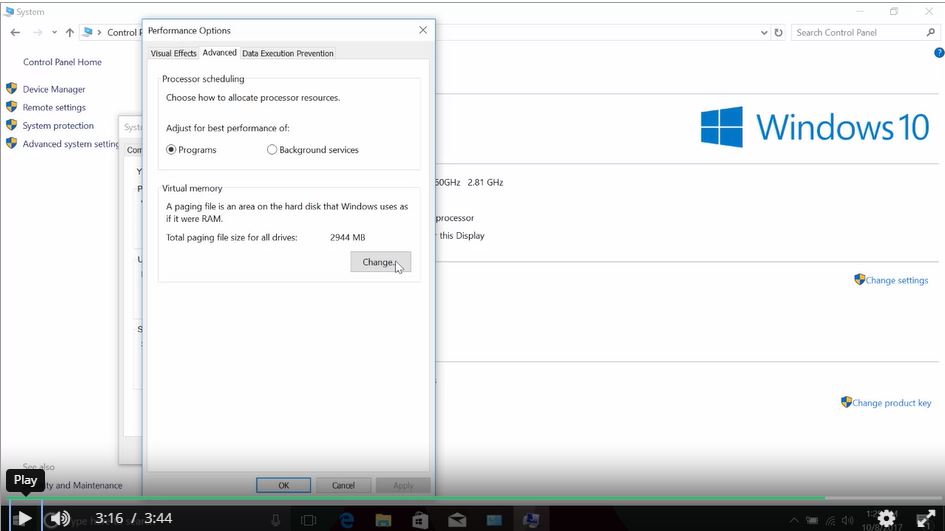 System
Control P
Search Control Panel
Performance Options
Visual Effects Advanced Data Execution Prevention
Control Panel Home
Device Manager
Remote settings
System protection
Advanced system setting
Processor scheduling
Choose how to allocate processor resources.
Adjust for best performance of:
Programs Background services
Virtual memory
A paging file is an area on the hard disk that Windows uses as
if it were RAM.
Total paging file size for all drives: 2944 MB
Change...
OK Cancel Apply
Windows 10
60GHz 2.81 GHz
processor
r this Display
Change settings
Change product key
See also
Play
ty and Maintenance
3:16 / 3:44